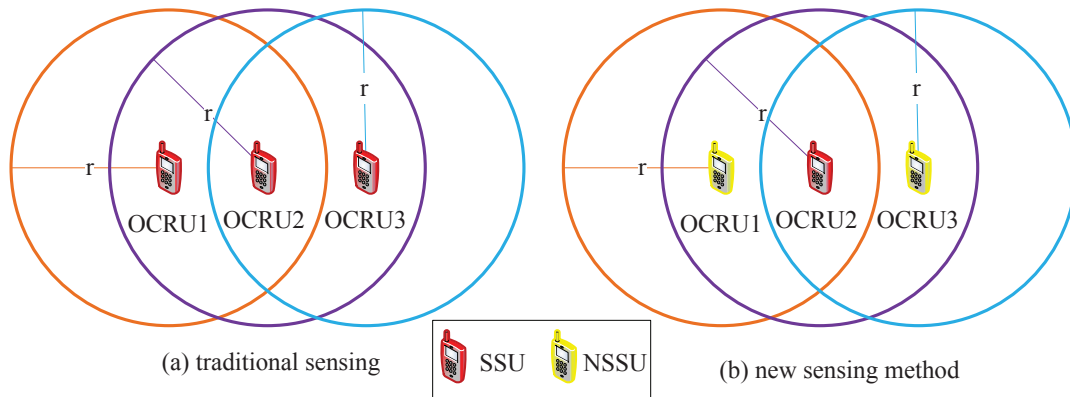 r
r
r
OCRU1
OCRU2
OCRU3
(a) traditional sensing
r
r
r
OCRU1
OCRU2
OCRU3
(b) new sensing method
SSU
NSSU